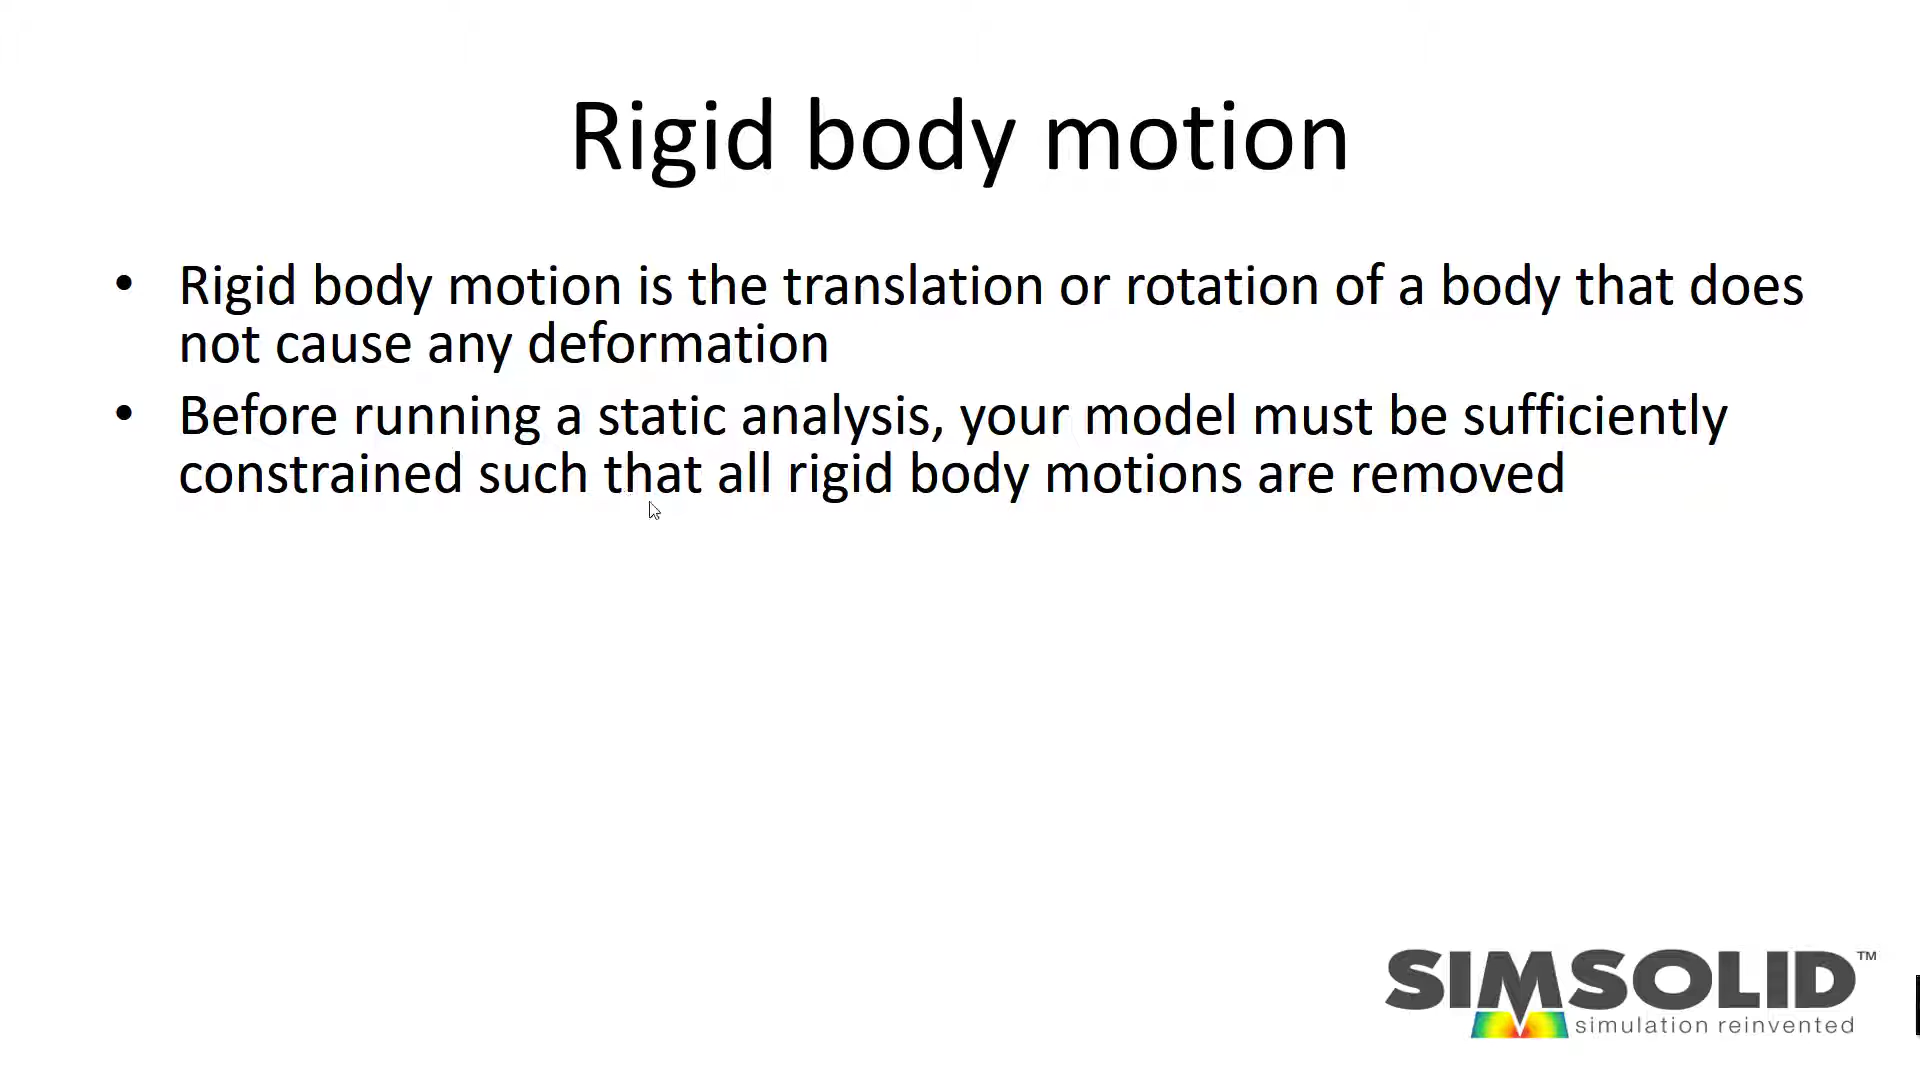 Rigid body motion
• Rigid body motion is the translation or rotation of a body that does
not cause any deformation
• Before running a static analysis, your model must be sufficiently
constrained such that all rigid body motions are removed
SIMSOLID™
simulation reinvented